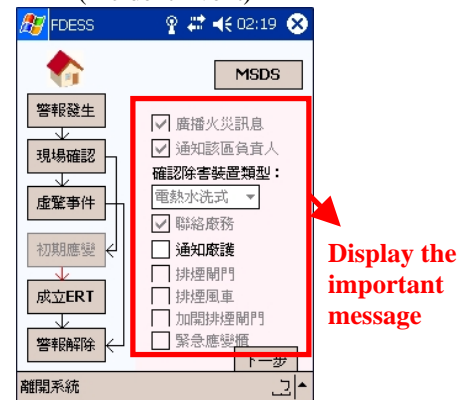 FDESS 02:19
MSDS
警報發生
現場確認
虛驚事件
初期應變
成立ERT
警報解除
廣播火災訊息
通知該區負責人
確認除害裝置類型：
電熱水洗式
聯絡廠務
通知廠護
排煙閘門
排煙風車
加開排煙閘門
緊急應變櫃
下一步
離開系統
Display the
important
message